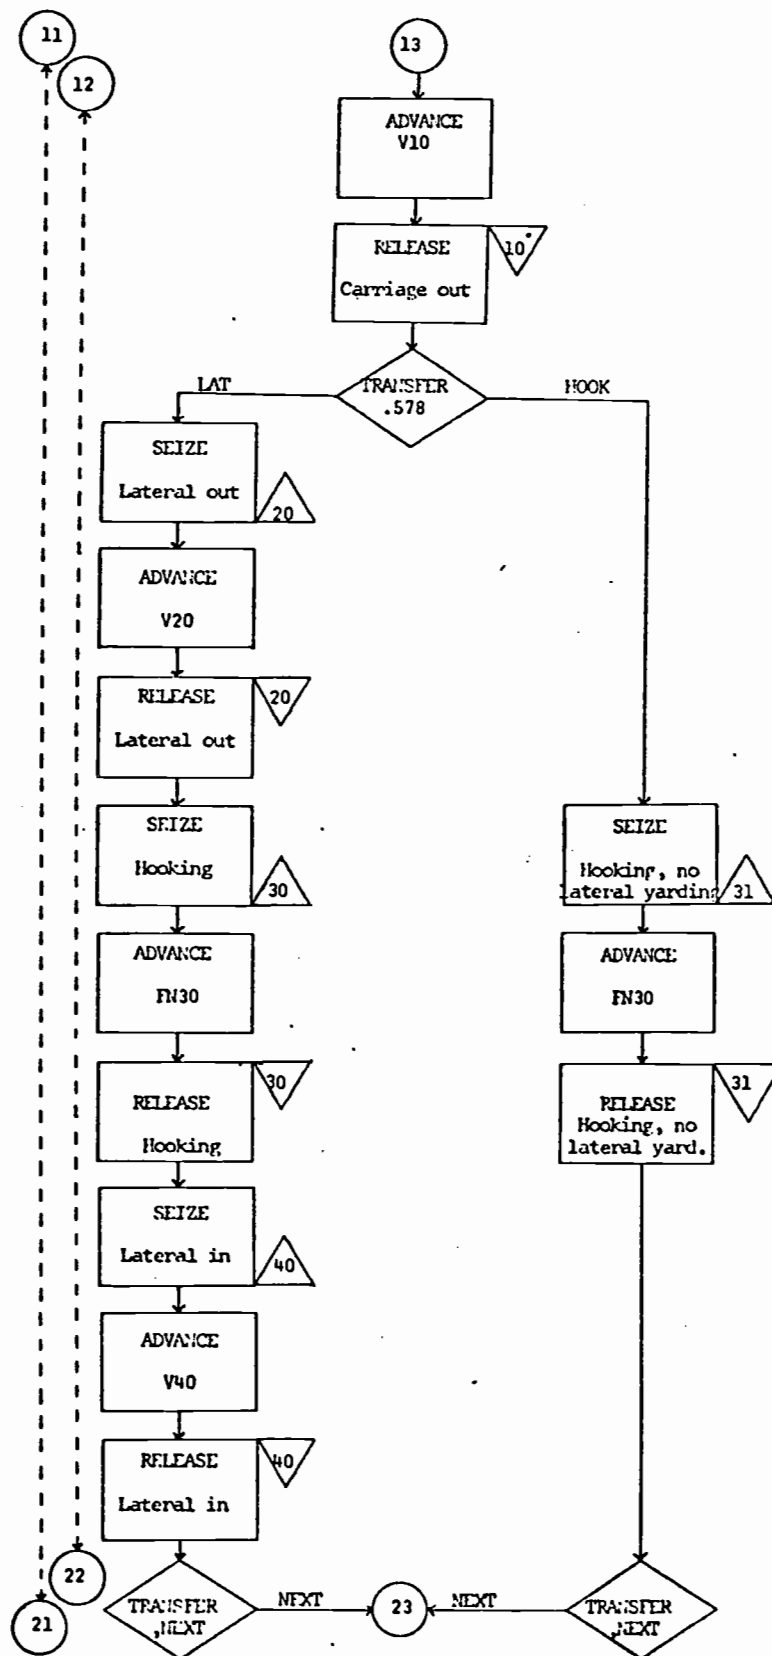 11
12
13
ADVANCE
V10
RELEASE
Carriage out
10
TRANSFER
.578
LAT
HOOK
SEIZE
Lateral out
20
ADVANCE
V20
RELEASE
Lateral out
20
SEIZE
Hooking
30
ADVANCE
FN30
RELEASE
Hooking
30
SEIZE
Lateral in
40
ADVANCE
V40
RELEASE
Lateral in
40
TRANSFER
,NEXT
NEXT
SEIZE
Hooking, no
lateral yarding
31
ADVANCE
FN30
RELEASE
Hooking, no
lateral yard.
31
TRANSFER
,NEXT
NEXT
23
22
21